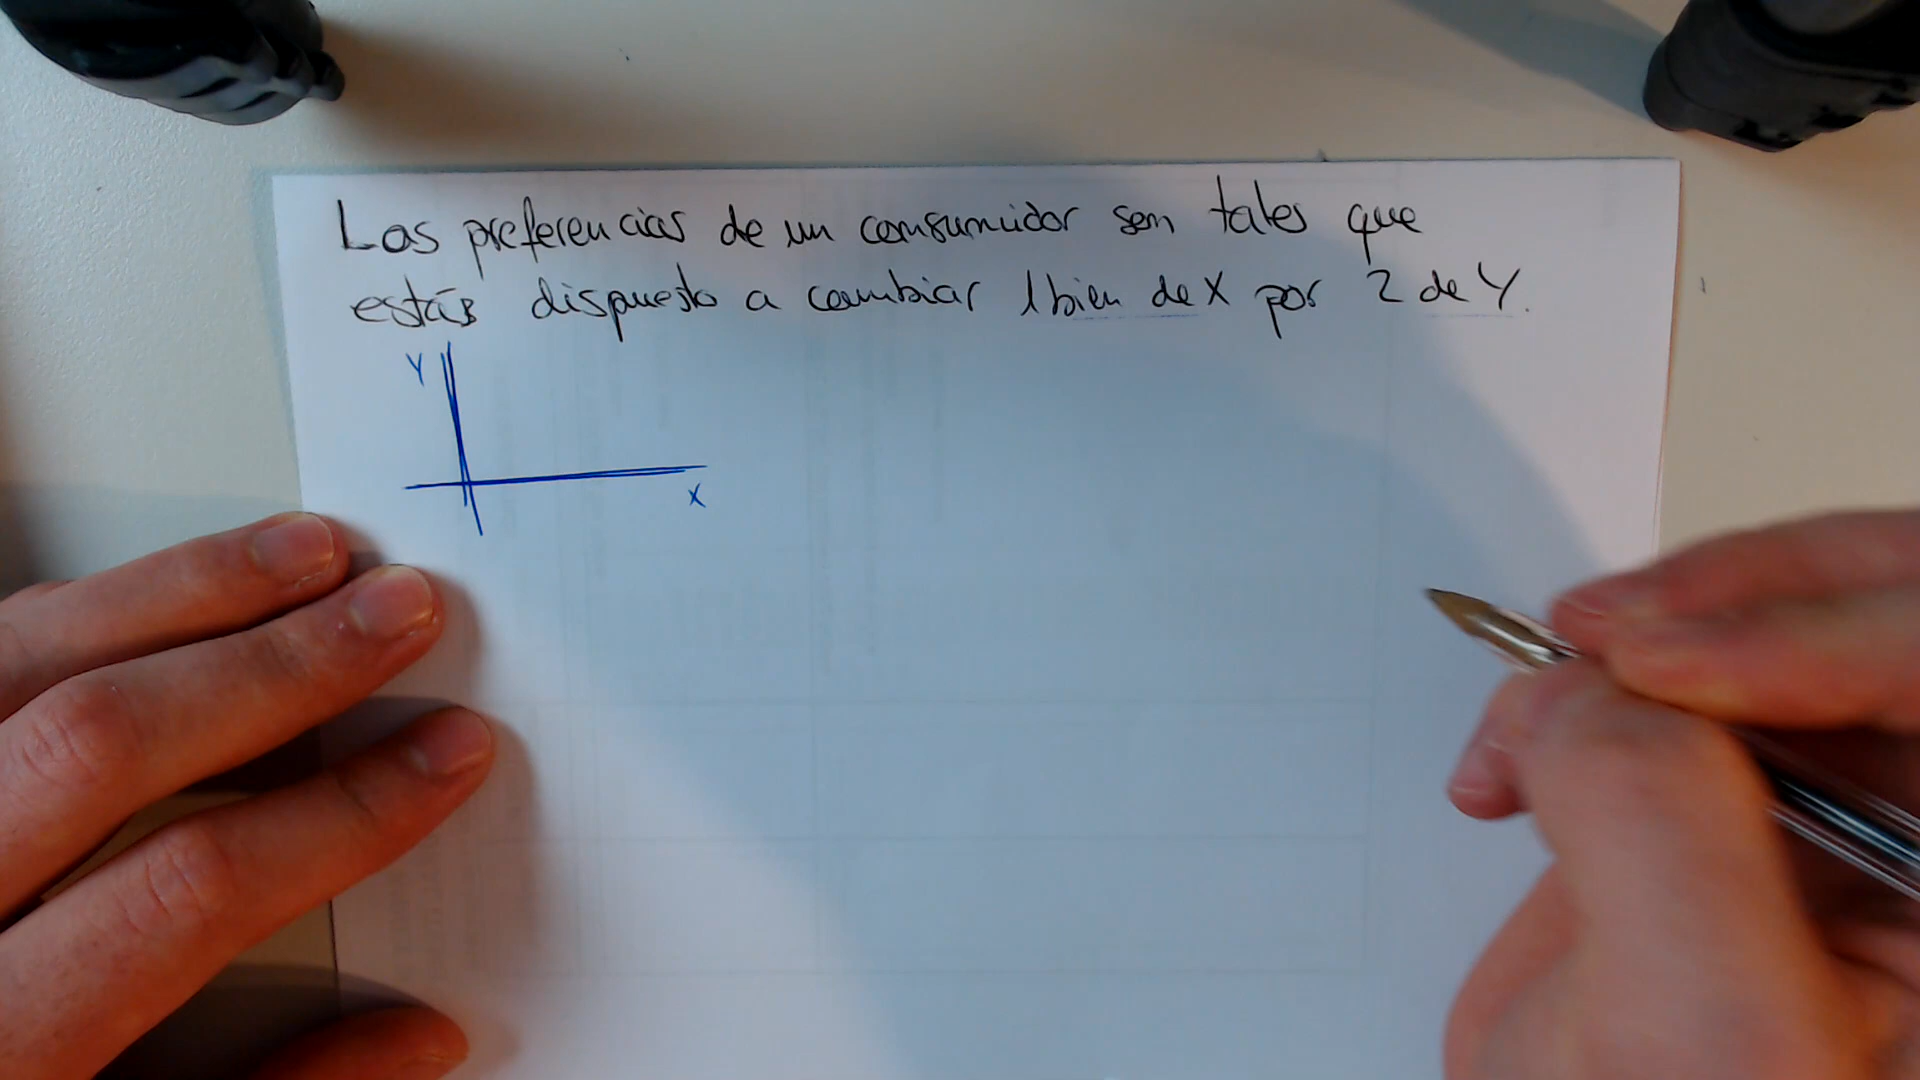 Las preferencias de un consumidor son tales que
estás dispuesto a cambiar 1 bien de X por 2 de Y.
Y
X